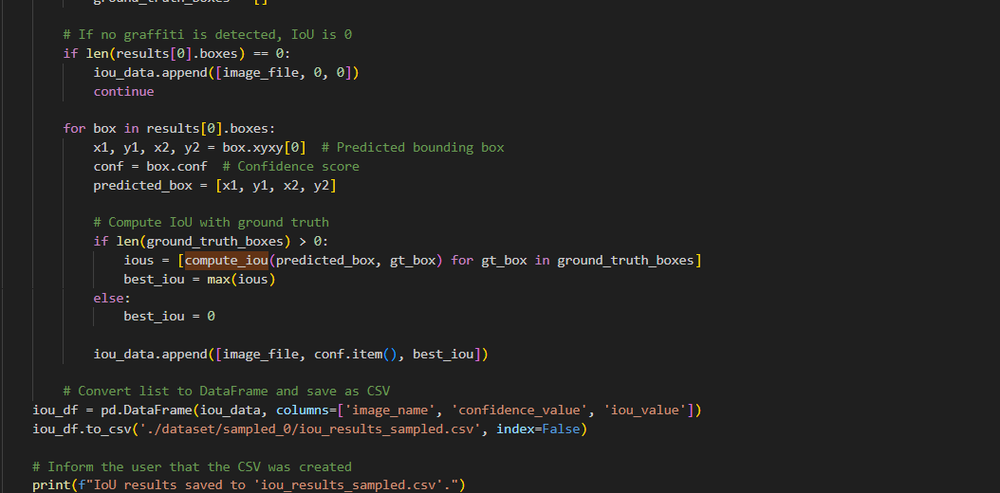 ground_truth_boxes = []
# If no graffiti is detected, IoU is 0
if len(results[0].boxes) == 0:
iou_data.append([image_file, 0, 0])
continue
for box in results[0].boxes:
x1, y1, x2, y2 = box.xyxy[0]  # Predicted bounding box
conf = box.conf  # Confidence score
predicted_box = [x1, y1, x2, y2]
# Compute IoU with ground truth
if len(ground_truth_boxes) > 0:
ious = [compute_iou(predicted_box, gt_box) for gt_box in ground_truth_boxes]
best_iou = max(ious)
else:
best_iou = 0
iou_data.append([image_file, conf.item(), best_iou])
# Convert list to DataFrame and save as CSV
iou_df = pd.DataFrame(iou_data, columns=['image_name', 'confidence_value', 'iou_value'])
iou_df.to_csv('./dataset/sampled_0/iou_results_sampled.csv', index=False)
# Inform the user that the CSV was created
print(f"IoU results saved to 'iou_results_sampled.csv'.")